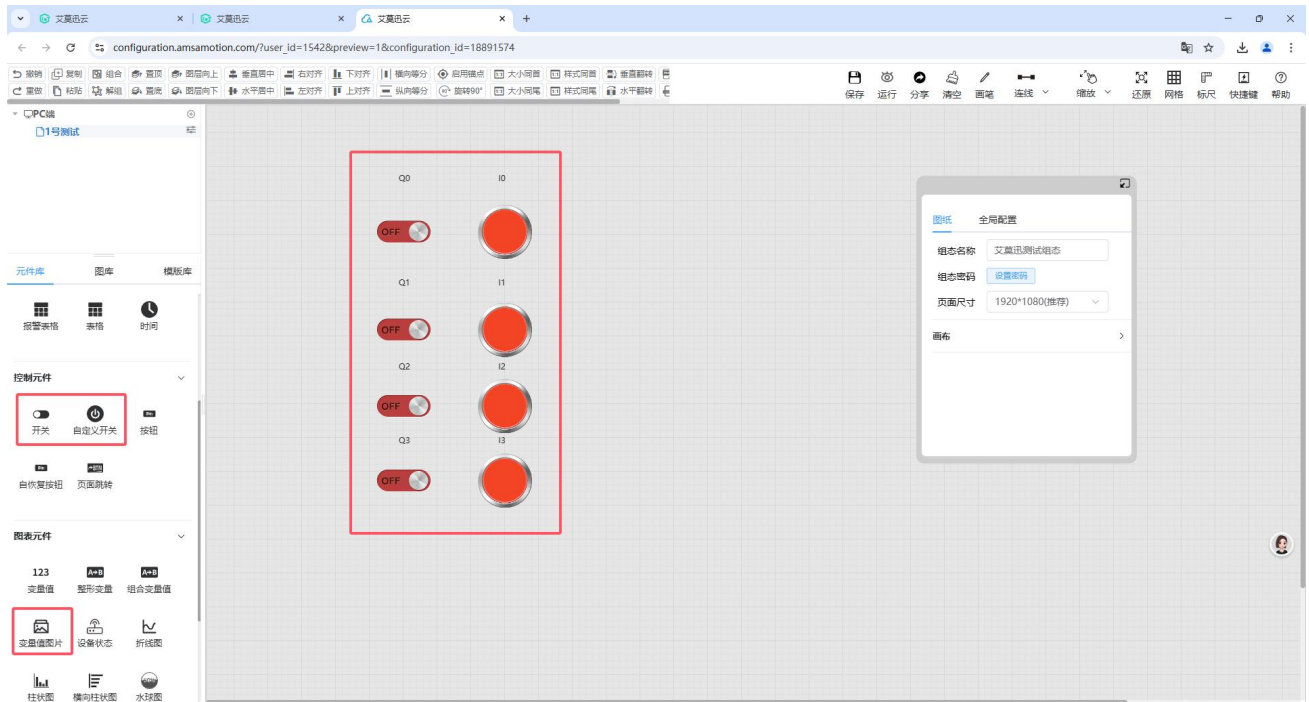 艾莫迅云
艾莫迅云
艾莫迅云
configuration.amsamotion.com/?user_id=1542&preview=1&configuration_id=18891574
撤销 复制 组合 置顶 图层向上 垂直居中 右对齐 下对齐 横向等分 启用锚点 大小同首 样式同首 垂直翻转
重做 粘贴 解组 置底 图层向下 水平居中 左对齐 上对齐 纵向等分 旋转90° 大小同尾 样式同尾 水平翻转
保存 运行 分享 清空 画笔 连线 缩放 还原 网格 标尺 快捷键 帮助
PC端
1号测试
元件库 图库 模版库
报警表格 表格 时间
控制元件
开关 自定义开关 按钮
自恢复按钮 页面跳转
图表元件
123
变量值 整形变量 组合变量值
变量值图片 设备状态 折线图
柱状图 横向柱状图 水球图
Q0 I0
OFF
Q1 I1
OFF
Q2 I2
OFF
Q3 I3
OFF
图纸 全局配置
组态名称 艾莫迅测试组态
组态密码 设置密码
页面尺寸 1920*1080(推荐)
画布